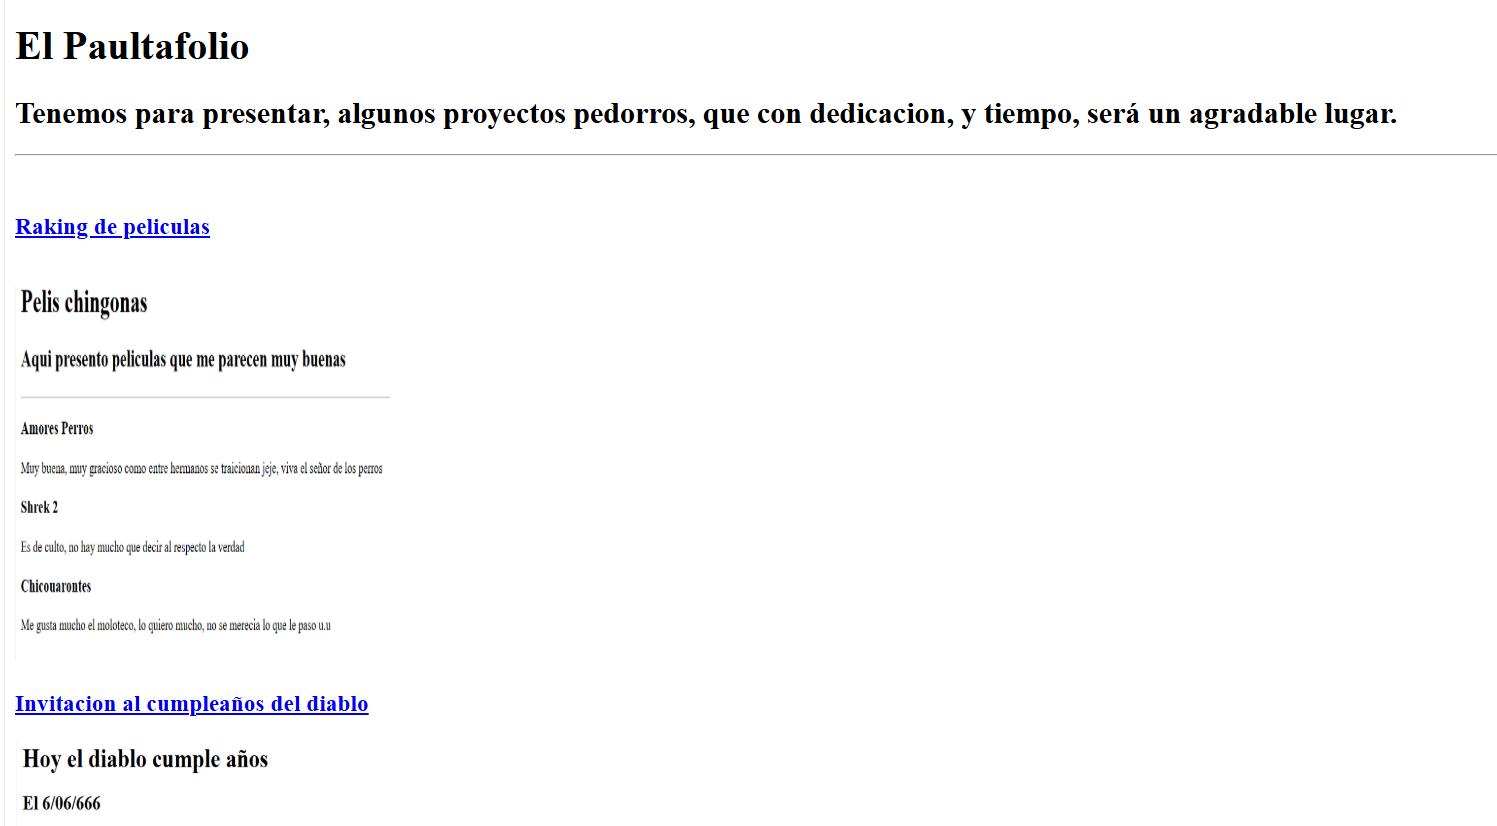 El Paultafolio
Tenemos para presentar, algunos proyectos pedorros, que con dedicacion, y tiempo, será un agradable lugar.
Raking de peliculas
Pelis chingonas
Aqui presento peliculas que me parecen muy buenas
Amores Perros
Muy buena, muy gracioso como entre hermanos se traicionan jeje, viva el señor de los perros
Shrek 2
Es de culto, no hay mucho que decir al respecto la verdad
Chicouarontes
Me gusta mucho el moloteco, lo quiero mucho, no se merecia lo que le paso u.u
Invitacion al cumpleaños del diablo
Hoy el diablo cumple años
El 6/06/666